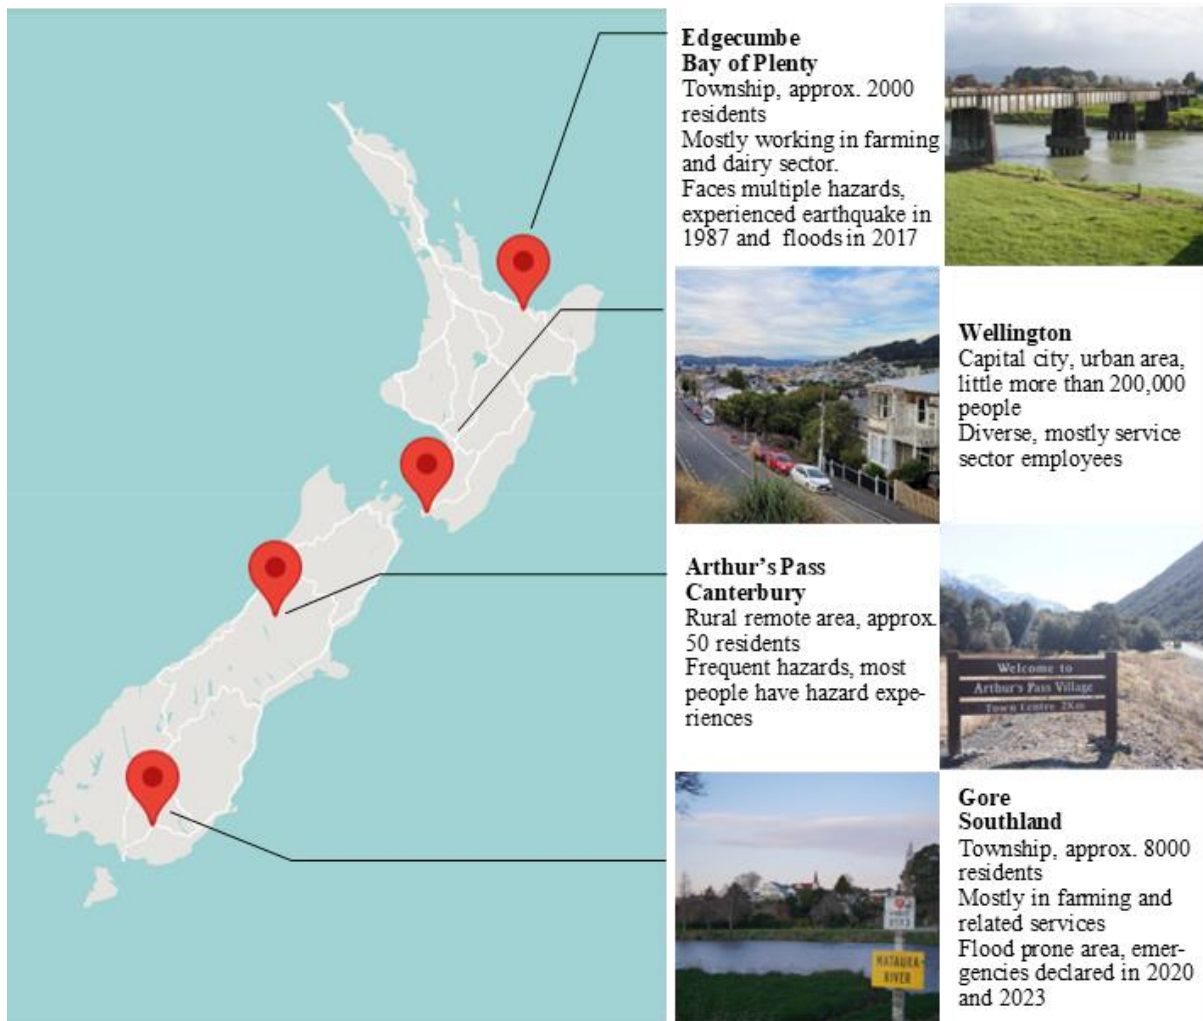 Edgecumbe
Bay of Plenty
Township, approx. 2000
residents
Mostly working in farming
and dairy sector.
Faces multiple hazards,
experienced earthquake in
1987 and floods in 2017
Wellington
Capital city, urban area,
little more than 200,000
people
Diverse, mostly service
sector employees
Arthur's Pass
Canterbury
Rural remote area, approx.
50 residents
Frequent hazards, most
people have hazard expe-
riences
Welcome to
Arthur's Pass Village
Town Centre 2Km
MATAURA
RIVER
Gore
Southland
Township, approx. 8000
residents
Mostly in farming and
related services
Flood prone area, emer-
gencies declared in 2020
and 2023